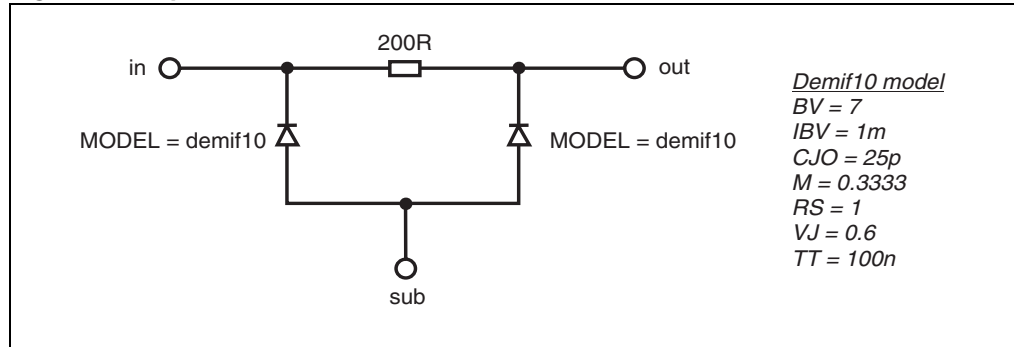 200R
in
out
MODEL = demif10
MODEL = demif10
sub
Demif10 model
BV = 7
IBV = 1m
CJO = 25p
M = 0.3333
RS = 1
VJ = 0.6
TT = 100n